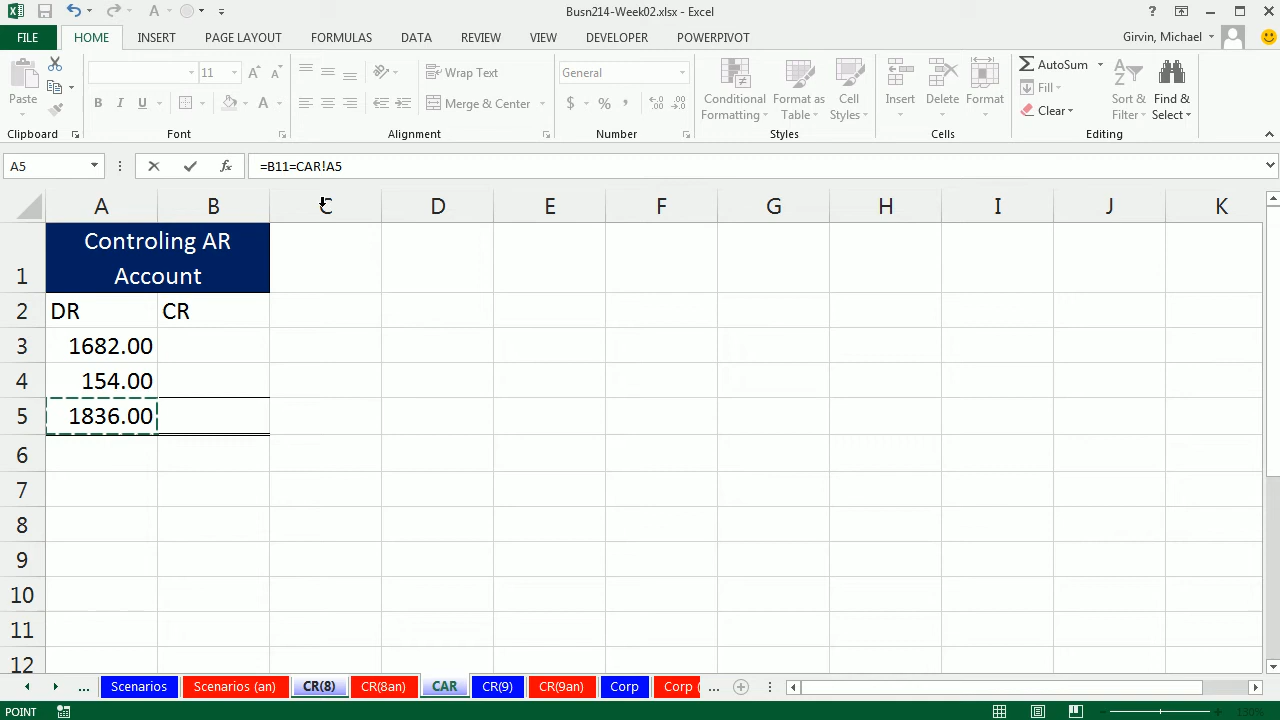 Busn214-Week02.xlsx - Excel
FILE HOME INSERT PAGE LAYOUT FORMULAS DATA REVIEW VIEW DEVELOPER POWERPIVOT Girvin, Michael
Paste
11
B I U
Wrap Text
Merge & Center
General
$ % ,
Conditional Formatting
Format as Table
Cell Styles
Insert Delete Format
AutoSum
Fill
Clear
Sort & Filter
Find & Select
Clipboard Font Alignment Number Styles Cells Editing
A5 =B11=CAR!A5
A B C D E F G H I J K
1 Controling AR
Account
2 DR CR
3 1682.00
4 154.00
5 1836.00
6
7
8
9
10
11
12
... Scenarios Scenarios (an) CR(8) CR(8an) CAR CR(9) CR(9an) Corp Corp ( ...
POINT 130%